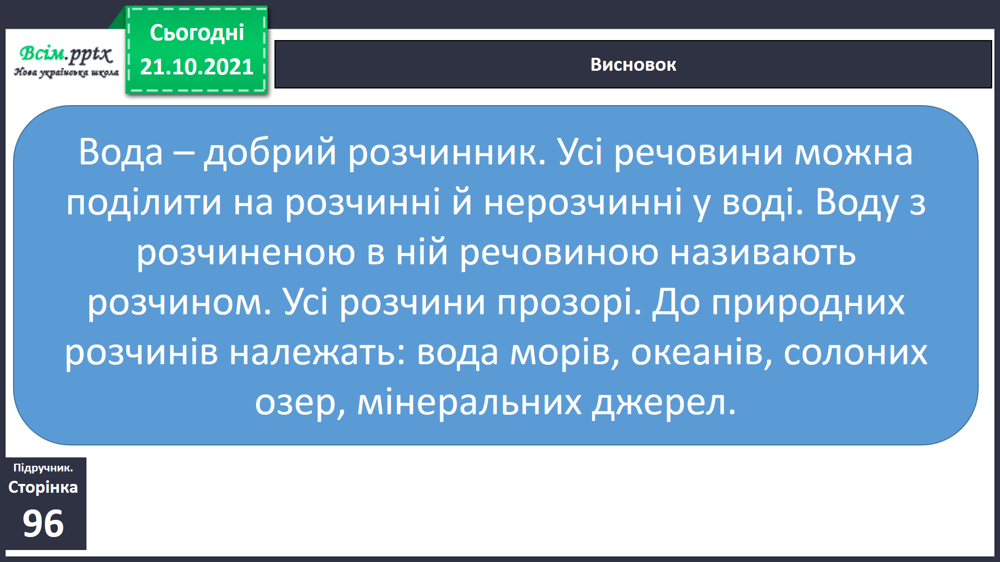 Всім.pptx
Нова українська школа
Сьогодні
21.10.2021
Висновок
Вода – добрий розчинник. Усі речовини можна
поділити на розчинні й нерозчинні у воді. Воду з
розчиненою в ній речовиною називають
розчином. Усі розчини прозорі. До природних
розчинів належать: вода морів, океанів, солоних
озер, мінеральних джерел.
Підручник.
Сторінка
96